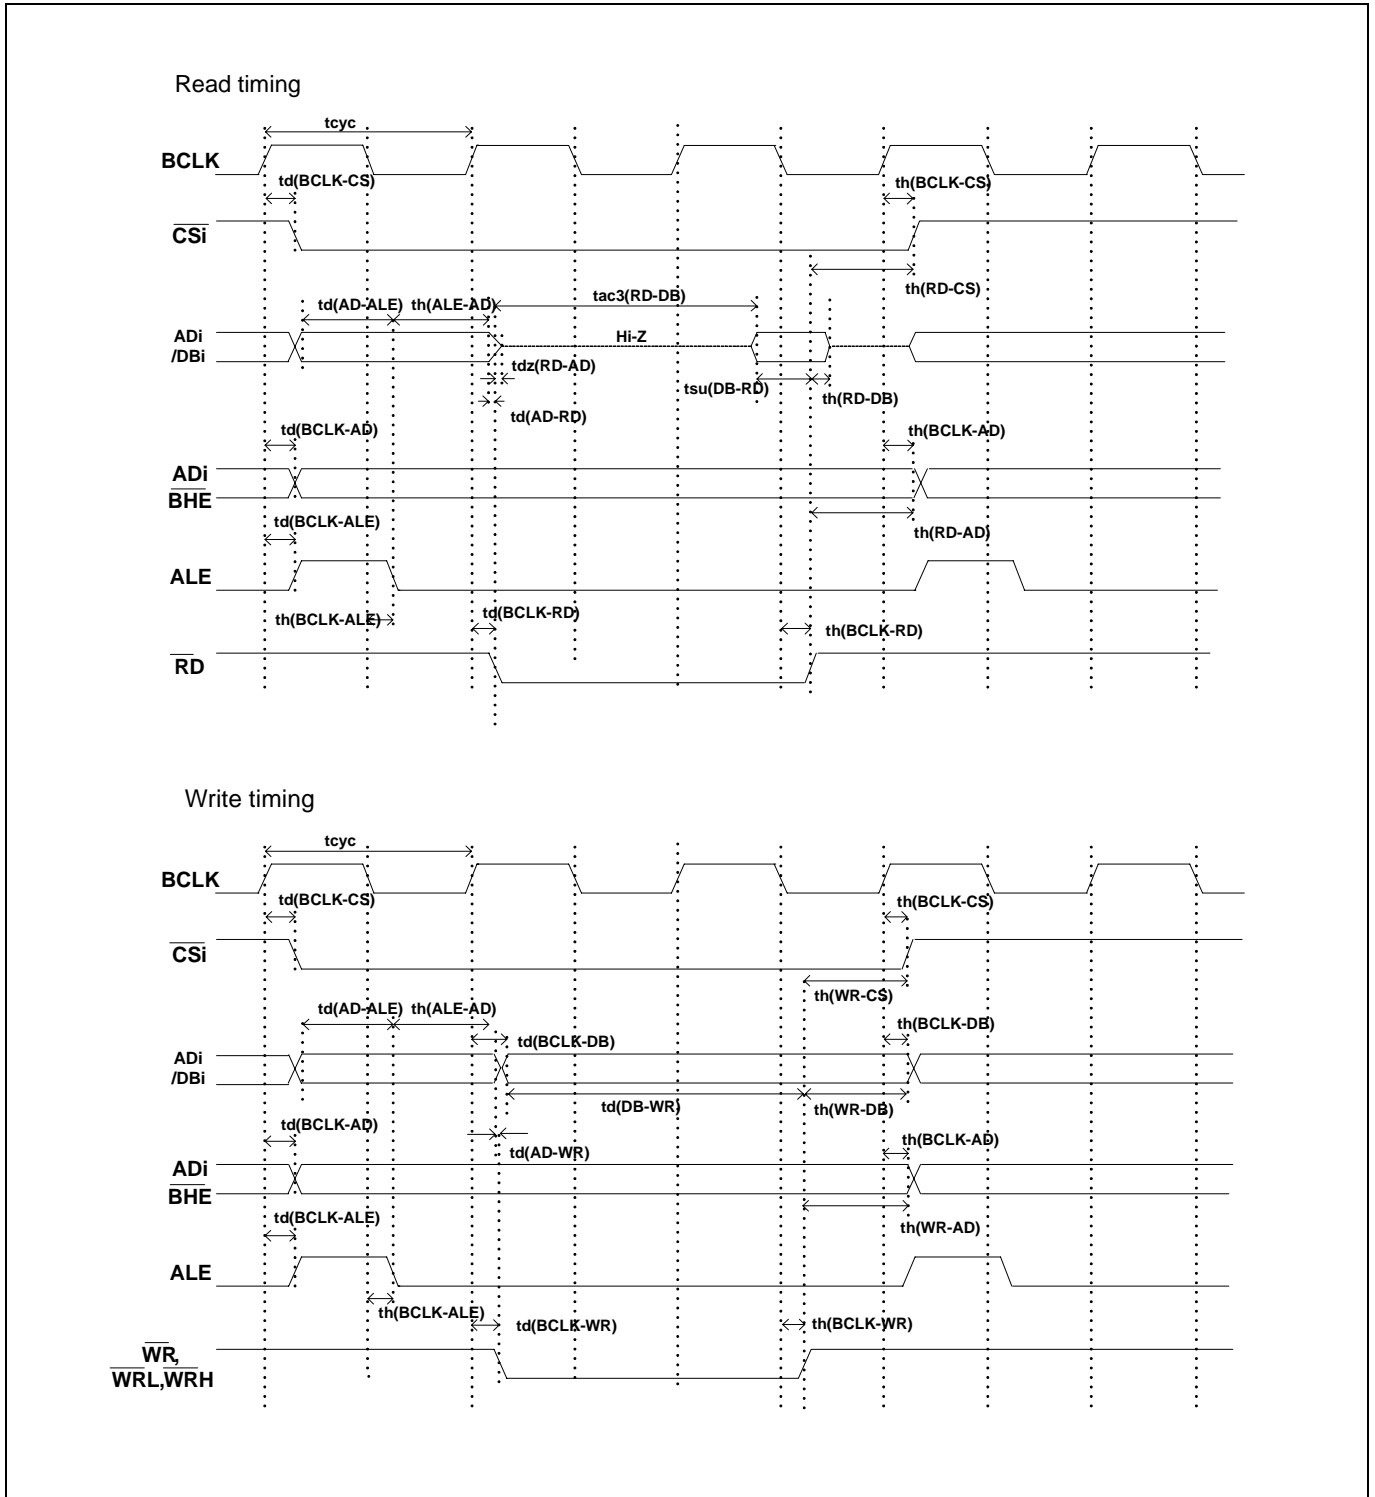 Read timing
tcyc
BCLK
td(BCLK-CS)
th(BCLK-CS)
CSi
th(RD-CS)
td(AD-ALE) th(ALE-AD)
tac3(RD-DB)
ADi
/DBi
Hi-Z
tdz(RD-AD)
tsu(DB-RD)
th(RD-DB)
td(AD-RD)
td(BCLK-AD)
th(BCLK-AD)
ADi
BHE
td(BCLK-ALE)
th(RD-AD)
ALE
th(BCLK-ALE)
td(BCLK-RD)
th(BCLK-RD)
RD
Write timing
tcyc
BCLK
td(BCLK-CS)
th(BCLK-CS)
CSi
th(WR-CS)
td(AD-ALE) th(ALE-AD)
th(BCLK-DB)
td(BCLK-DB)
ADi
/DBi
td(DB-WR)
th(WR-DB)
td(BCLK-AD)
th(BCLK-AD)
td(AD-WR)
ADi
BHE
td(BCLK-ALE)
th(WR-AD)
ALE
th(BCLK-ALE)
td(BCLK-WR)
th(BCLK-WR)
WR,
WRL,WRH